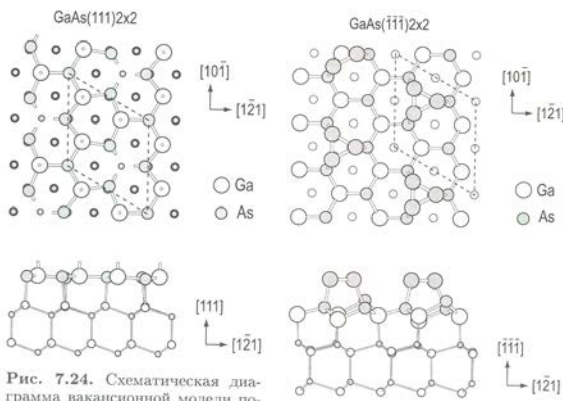 GaAs(111)2x2
[101̄]
[12̄1]
Ga
As
[111]
[12̄1]
Рис. 7.24. Схематическая диа-
грамма вакансионной модели по-
GaAs(1̄1̄1̄)2x2
[101̄]
[12̄1]
Ga
As
[1̄1̄1̄]
[12̄1]